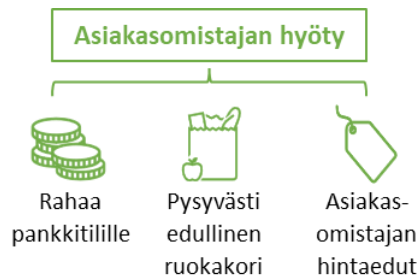 Asiakasomistajan hyöty
Rahaa
pankkitilille
Pysyvästi
edullinen
ruokakori
Asiakas-
omistajan
hintaedut